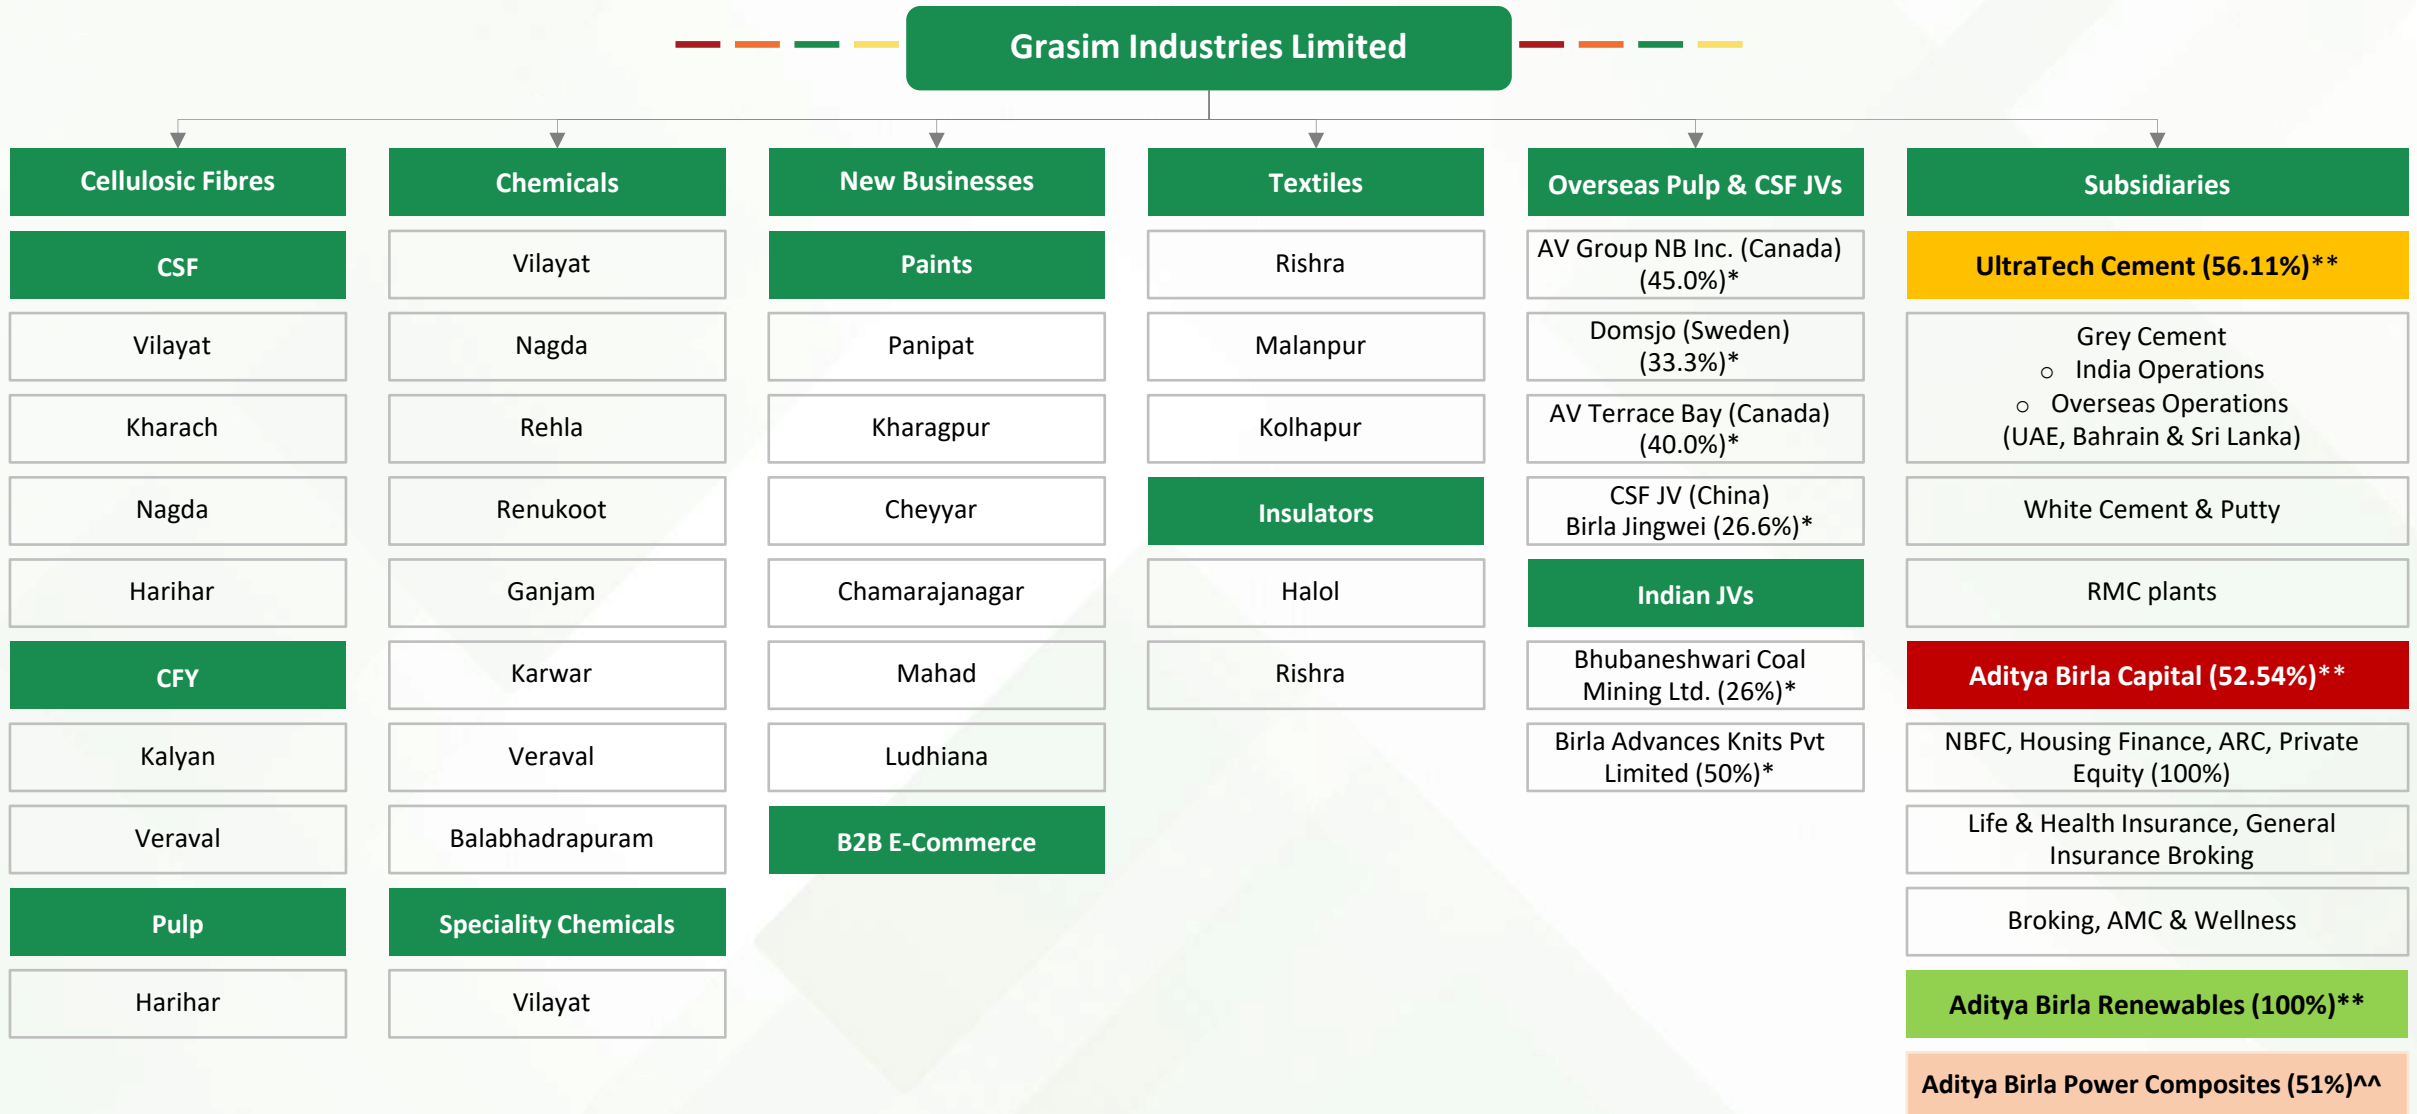 Grasim Industries Limited
Cellulosic Fibres
CSF
Vilayat
Kharach
Nagda
Harihar
CFY
Kalyan
Veraval
Pulp
Harihar
Chemicals
Vilayat
Nagda
Rehla
Renukoot
Ganjam
Karwar
Veraval
Balabhadrapuram
Speciality Chemicals
Vilayat
New Businesses
Paints
Panipat
Kharagpur
Cheyyar
Chamarajanagar
Mahad
Ludhiana
B2B E-Commerce
Textiles
Rishra
Malanpur
Kolhapur
Insulators
Halol
Rishra
Overseas Pulp & CSF JVs
AV Group NB Inc. (Canada)
(45.0%)*
Domsjo (Sweden)
(33.3%)*
AV Terrace Bay (Canada)
(40.0%)*
CSF JV (China)
Birla Jingwei (26.6%)*
Indian JVs
Bhubaneshwari Coal
Mining Ltd. (26%)*
Birla Advances Knits Pvt
Limited (50%)*
Subsidiaries
UltraTech Cement (56.11%)**
Grey Cement
o India Operations
o Overseas Operations
(UAE, Bahrain & Sri Lanka)
White Cement & Putty
RMC plants
Aditya Birla Capital (52.54%)**
NBFC, Housing Finance, ARC, Private
Equity (100%)
Life & Health Insurance, General
Insurance Broking
Broking, AMC & Wellness
Aditya Birla Renewables (100%)**
Aditya Birla Power Composites (51%)^^